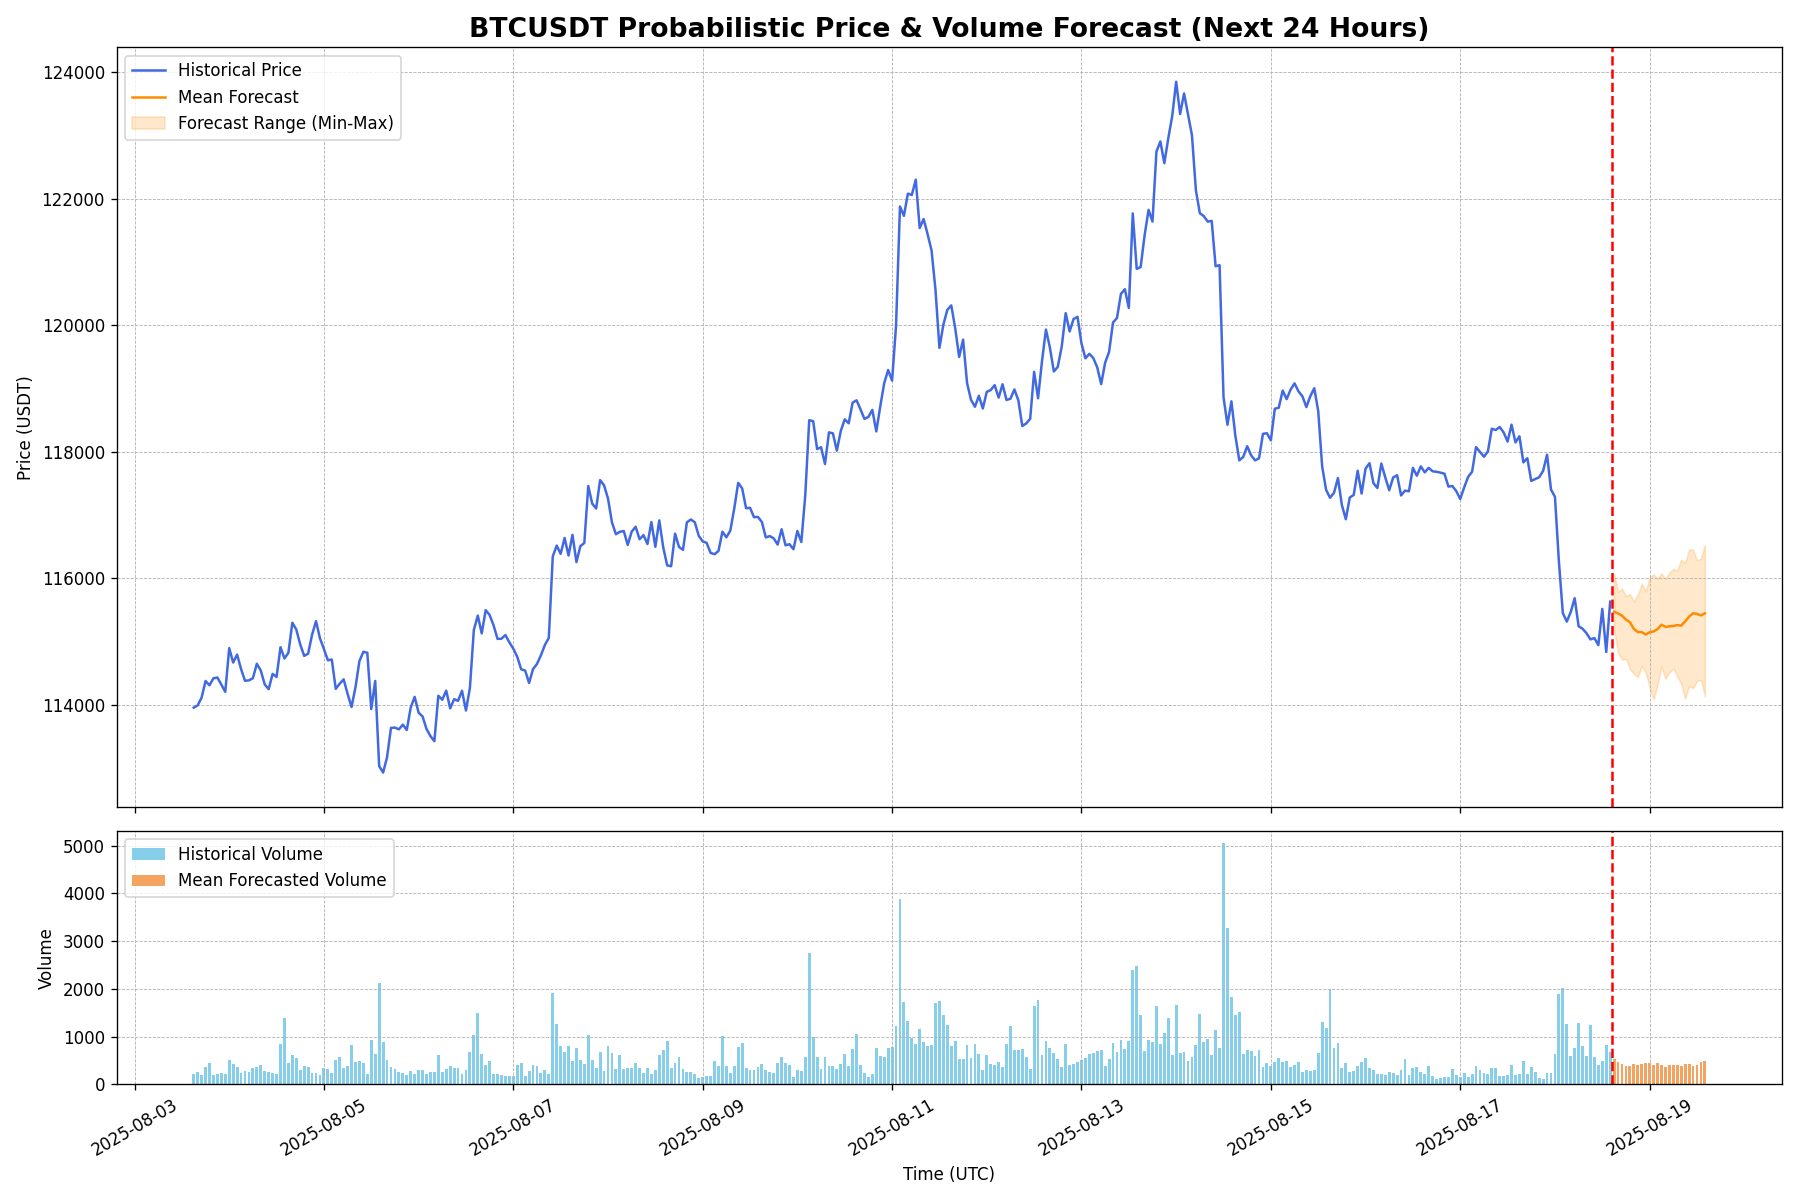 BTCUSDT Probabilistic Price & Volume Forecast (Next 24 Hours)
Historical Price
Mean Forecast
Forecast Range (Min-Max)
124000
122000
120000
118000
116000
114000
Price (USDT)
Historical Volume
Mean Forecasted Volume
5000
4000
3000
2000
1000
0
Volume
2025-08-03
2025-08-05
2025-08-07
2025-08-09
2025-08-11
2025-08-13
2025-08-15
2025-08-17
2025-08-19
Time (UTC)